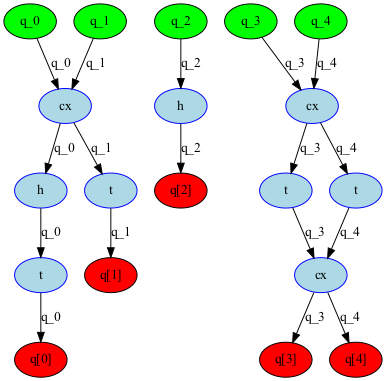 q_0 q_1 q_2 q_3 q_4
q_0 q_1 q_2 q_3 q_4
cx h cx
q_0 q_1 q_2 q_3 q_4
h t q[2] t t
q_0 q_1 q_3 q_4
t q[1] cx
q_0 q_3 q_4
q[0] q[3] q[4]